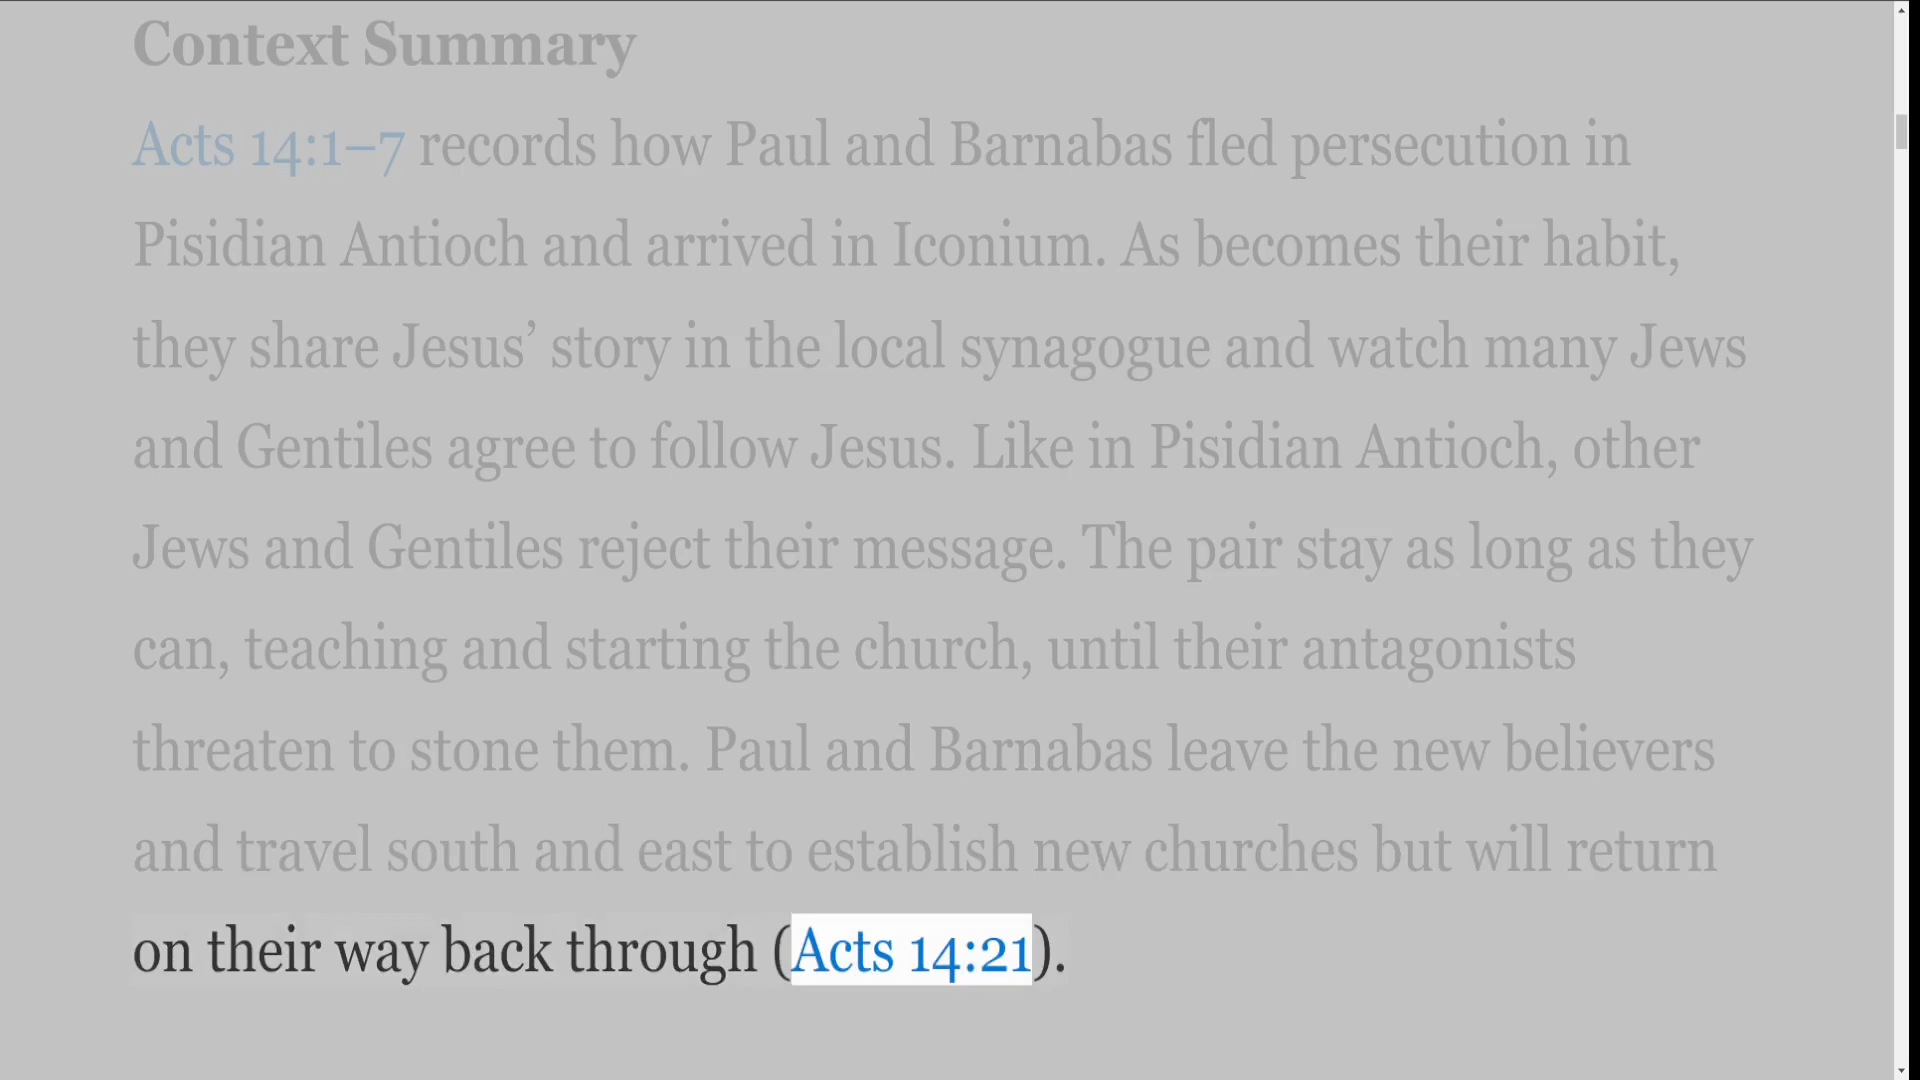 Context Summary
Acts 14:1–7 records how Paul and Barnabas fled persecution in
Pisidian Antioch and arrived in Iconium. As becomes their habit,
they share Jesus’ story in the local synagogue and watch many Jews
and Gentiles agree to follow Jesus. Like in Pisidian Antioch, other
Jews and Gentiles reject their message. The pair stay as long as they
can, teaching and starting the church, until their antagonists
threaten to stone them. Paul and Barnabas leave the new believers
and travel south and east to establish new churches but will return
on their way back through (Acts 14:21).